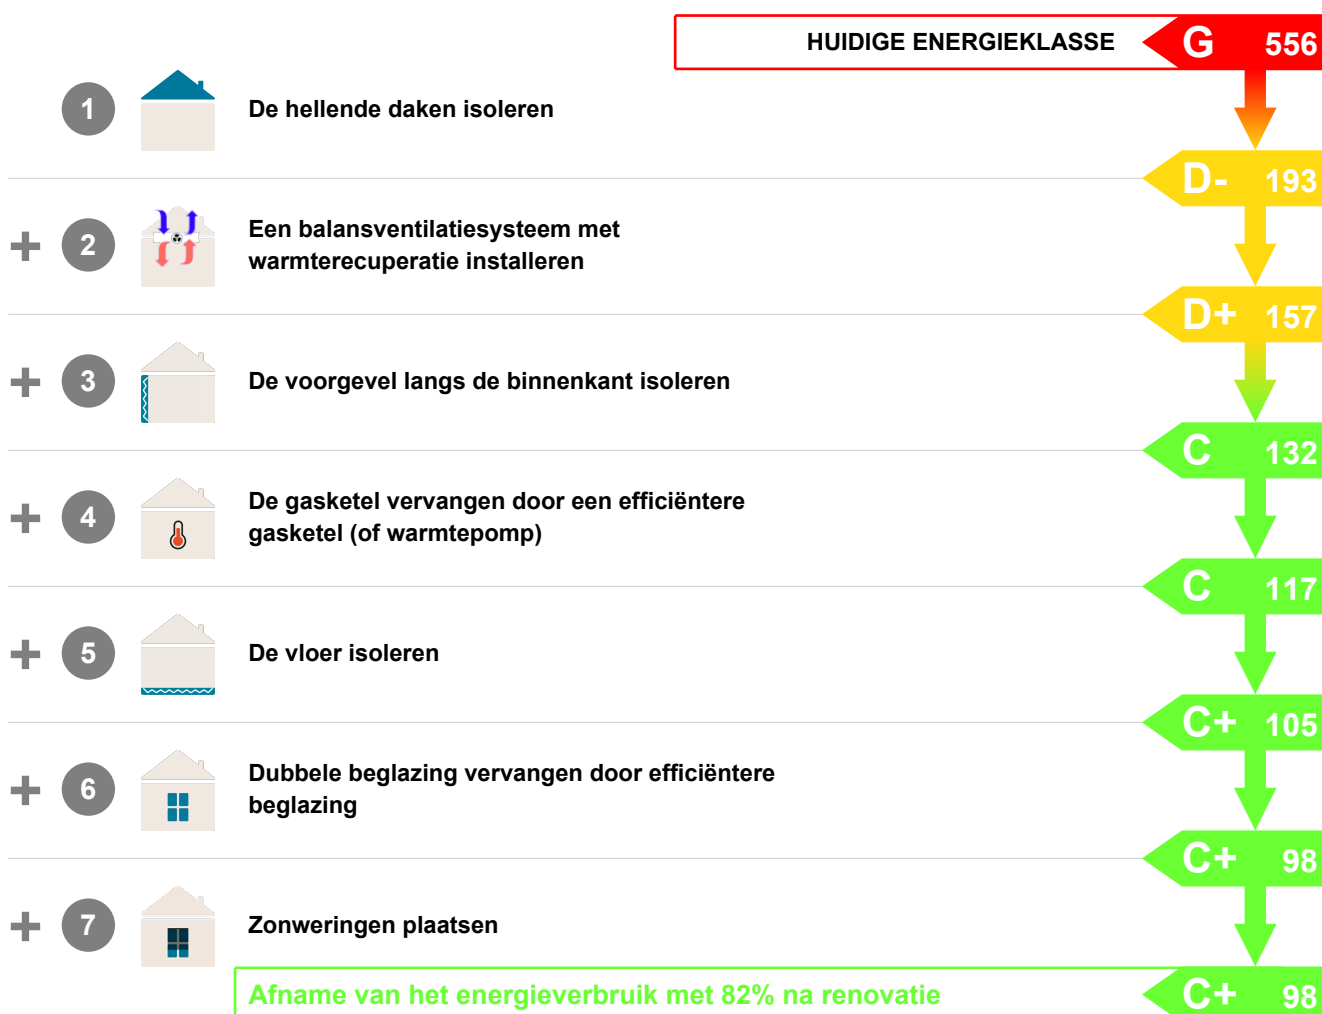 HUIDIGE ENERGIEKLASSE G 556
1 De hellende daken isoleren
D- 193
+ 2 Een balansventilatiesysteem met
warmterecuperatie installeren
D+ 157
+ 3 De voorgevel langs de binnenkant isoleren
C 132
+ 4 De gasketel vervangen door een efficiëntere
gasketel (of warmtepomp)
C 117
+ 5 De vloer isoleren
C+ 105
+ 6 Dubbele beglazing vervangen door efficiëntere
beglazing
C+ 98
+ 7 Zonweringen plaatsen
Afname van het energieverbruik met 82% na renovatie C+ 98